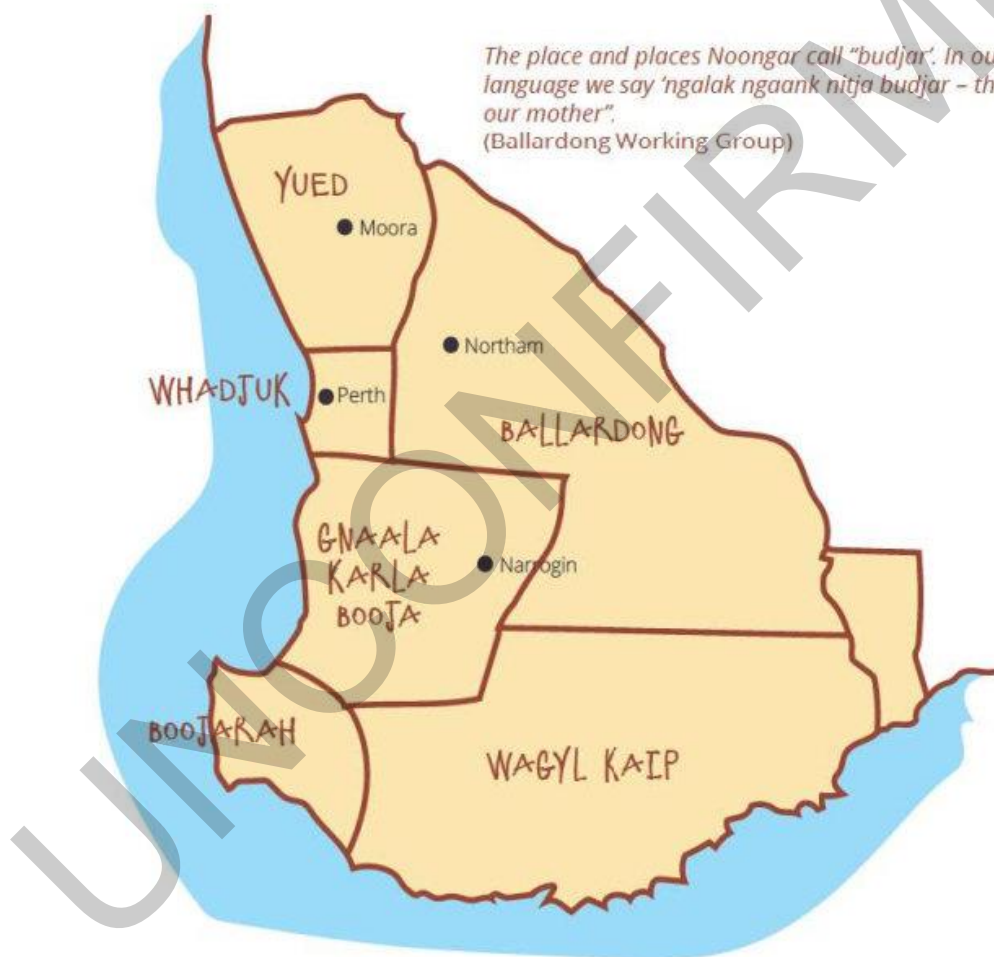 The place and places Noongar call "budjar'. In ou
language we say 'ngalak ngaank nitja budjar – th
our mother".
(Ballardong Working Group)
YUED
Moora
Northam
WHADJUK
Perth
BALLARDONG
GNAALA
KARLA
BOOJA
Narrogin
BOOJARAH
WAGYL KAIP
UNCONFIRM